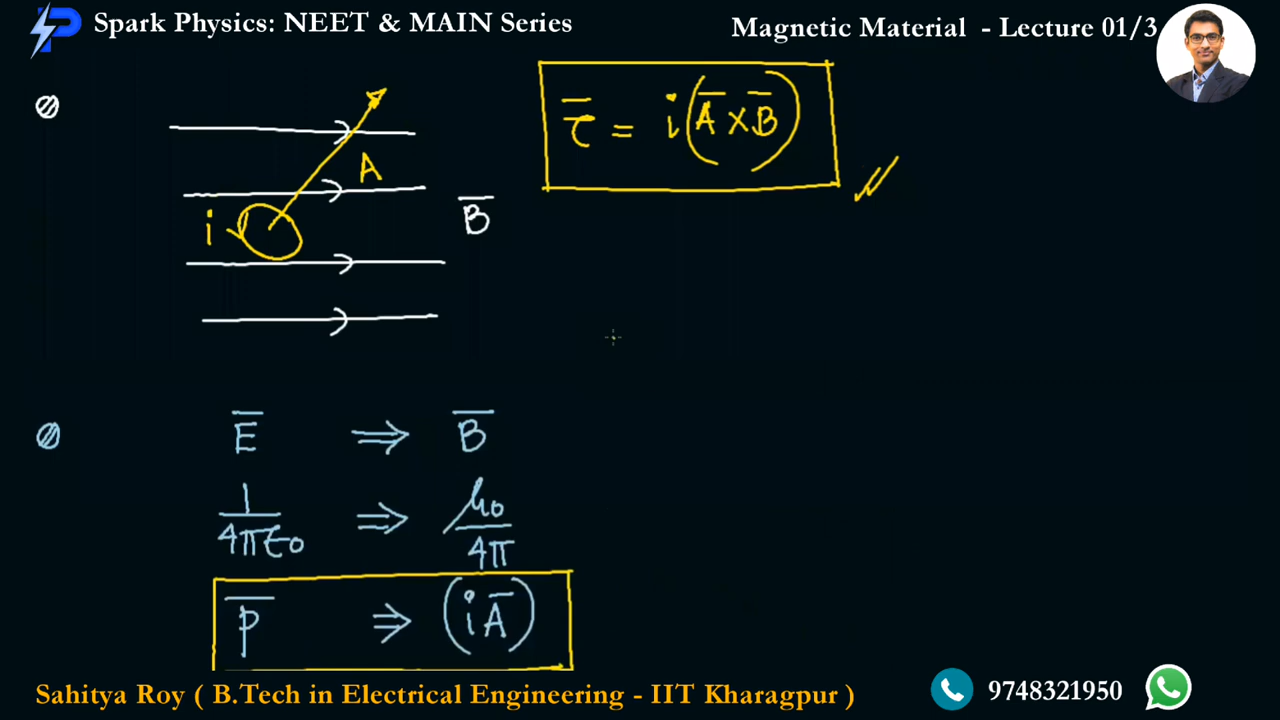 Spark Physics: NEET & MAIN Series
Magnetic Material - Lecture 01/3
τ̅ = i(A̅ × B̅)
A
i
B̅
E̅ ⇒ B̅
1/4πε₀ ⇒ μ₀/4π
p̅ ⇒ (iA̅)
Sahitya Roy ( B.Tech in Electrical Engineering - IIT Kharagpur )
9748321950